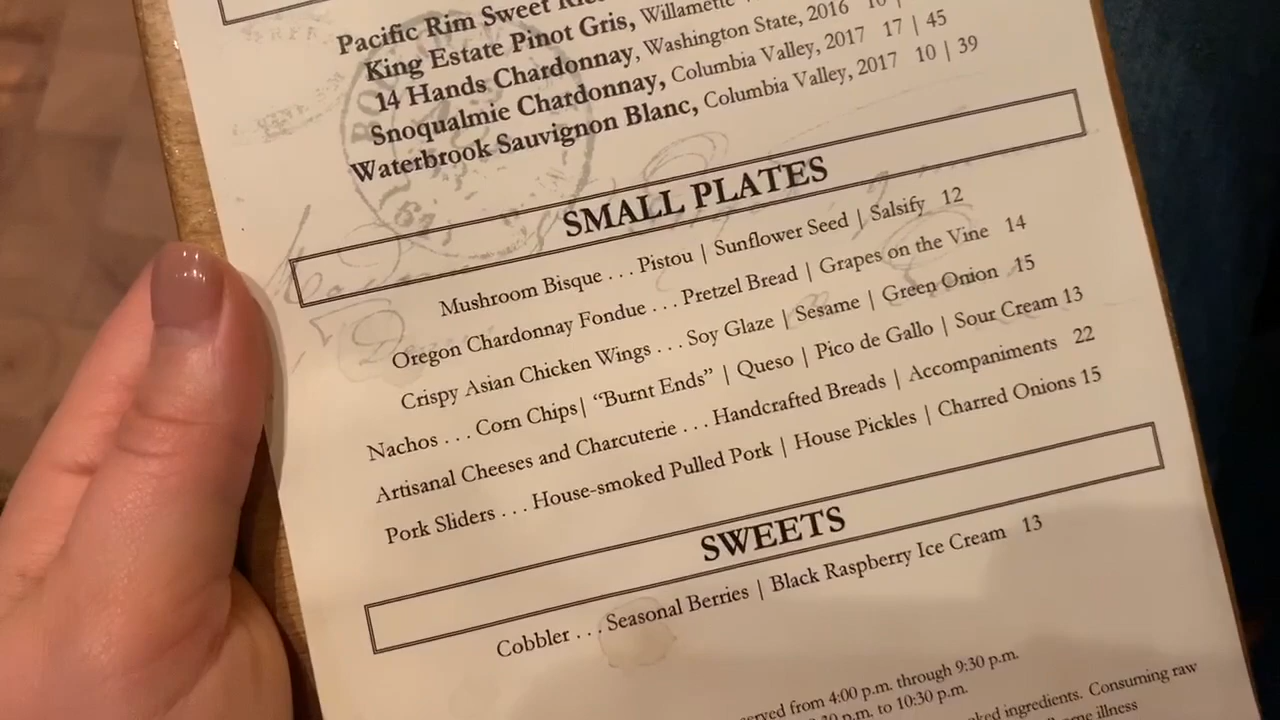 Pacific Rim Sweet
King Estate Pinot Gris, Willamette
14 Hands Chardonnay, Washington State, 2016
Snoqualmie Chardonnay, Columbia Valley, 2017 17 | 45
Waterbrook Sauvignon Blanc, Columbia Valley, 2017 10 | 39
SMALL PLATES
Mushroom Bisque . . . Pistou | Sunflower Seed | Salsify 12
Oregon Chardonnay Fondue . . . Pretzel Bread | Grapes on the Vine 14
Crispy Asian Chicken Wings . . . Soy Glaze | Sesame | Green Onion 15
Nachos . . . Corn Chips| “Burnt Ends” | Queso | Pico de Gallo | Sour Cream 13
Artisanal Cheeses and Charcuterie . . . Handcrafted Breads | Accompaniments 22
Pork Sliders . . . House-smoked Pulled Pork | House Pickles | Charred Onions 15
SWEETS
Cobbler . . . Seasonal Berries | Black Raspberry Ice Cream 13
from 4:00 p.m. through 9:30 p.m.
p.m. to 10:30 p.m.
ingredients. Consuming raw
illness